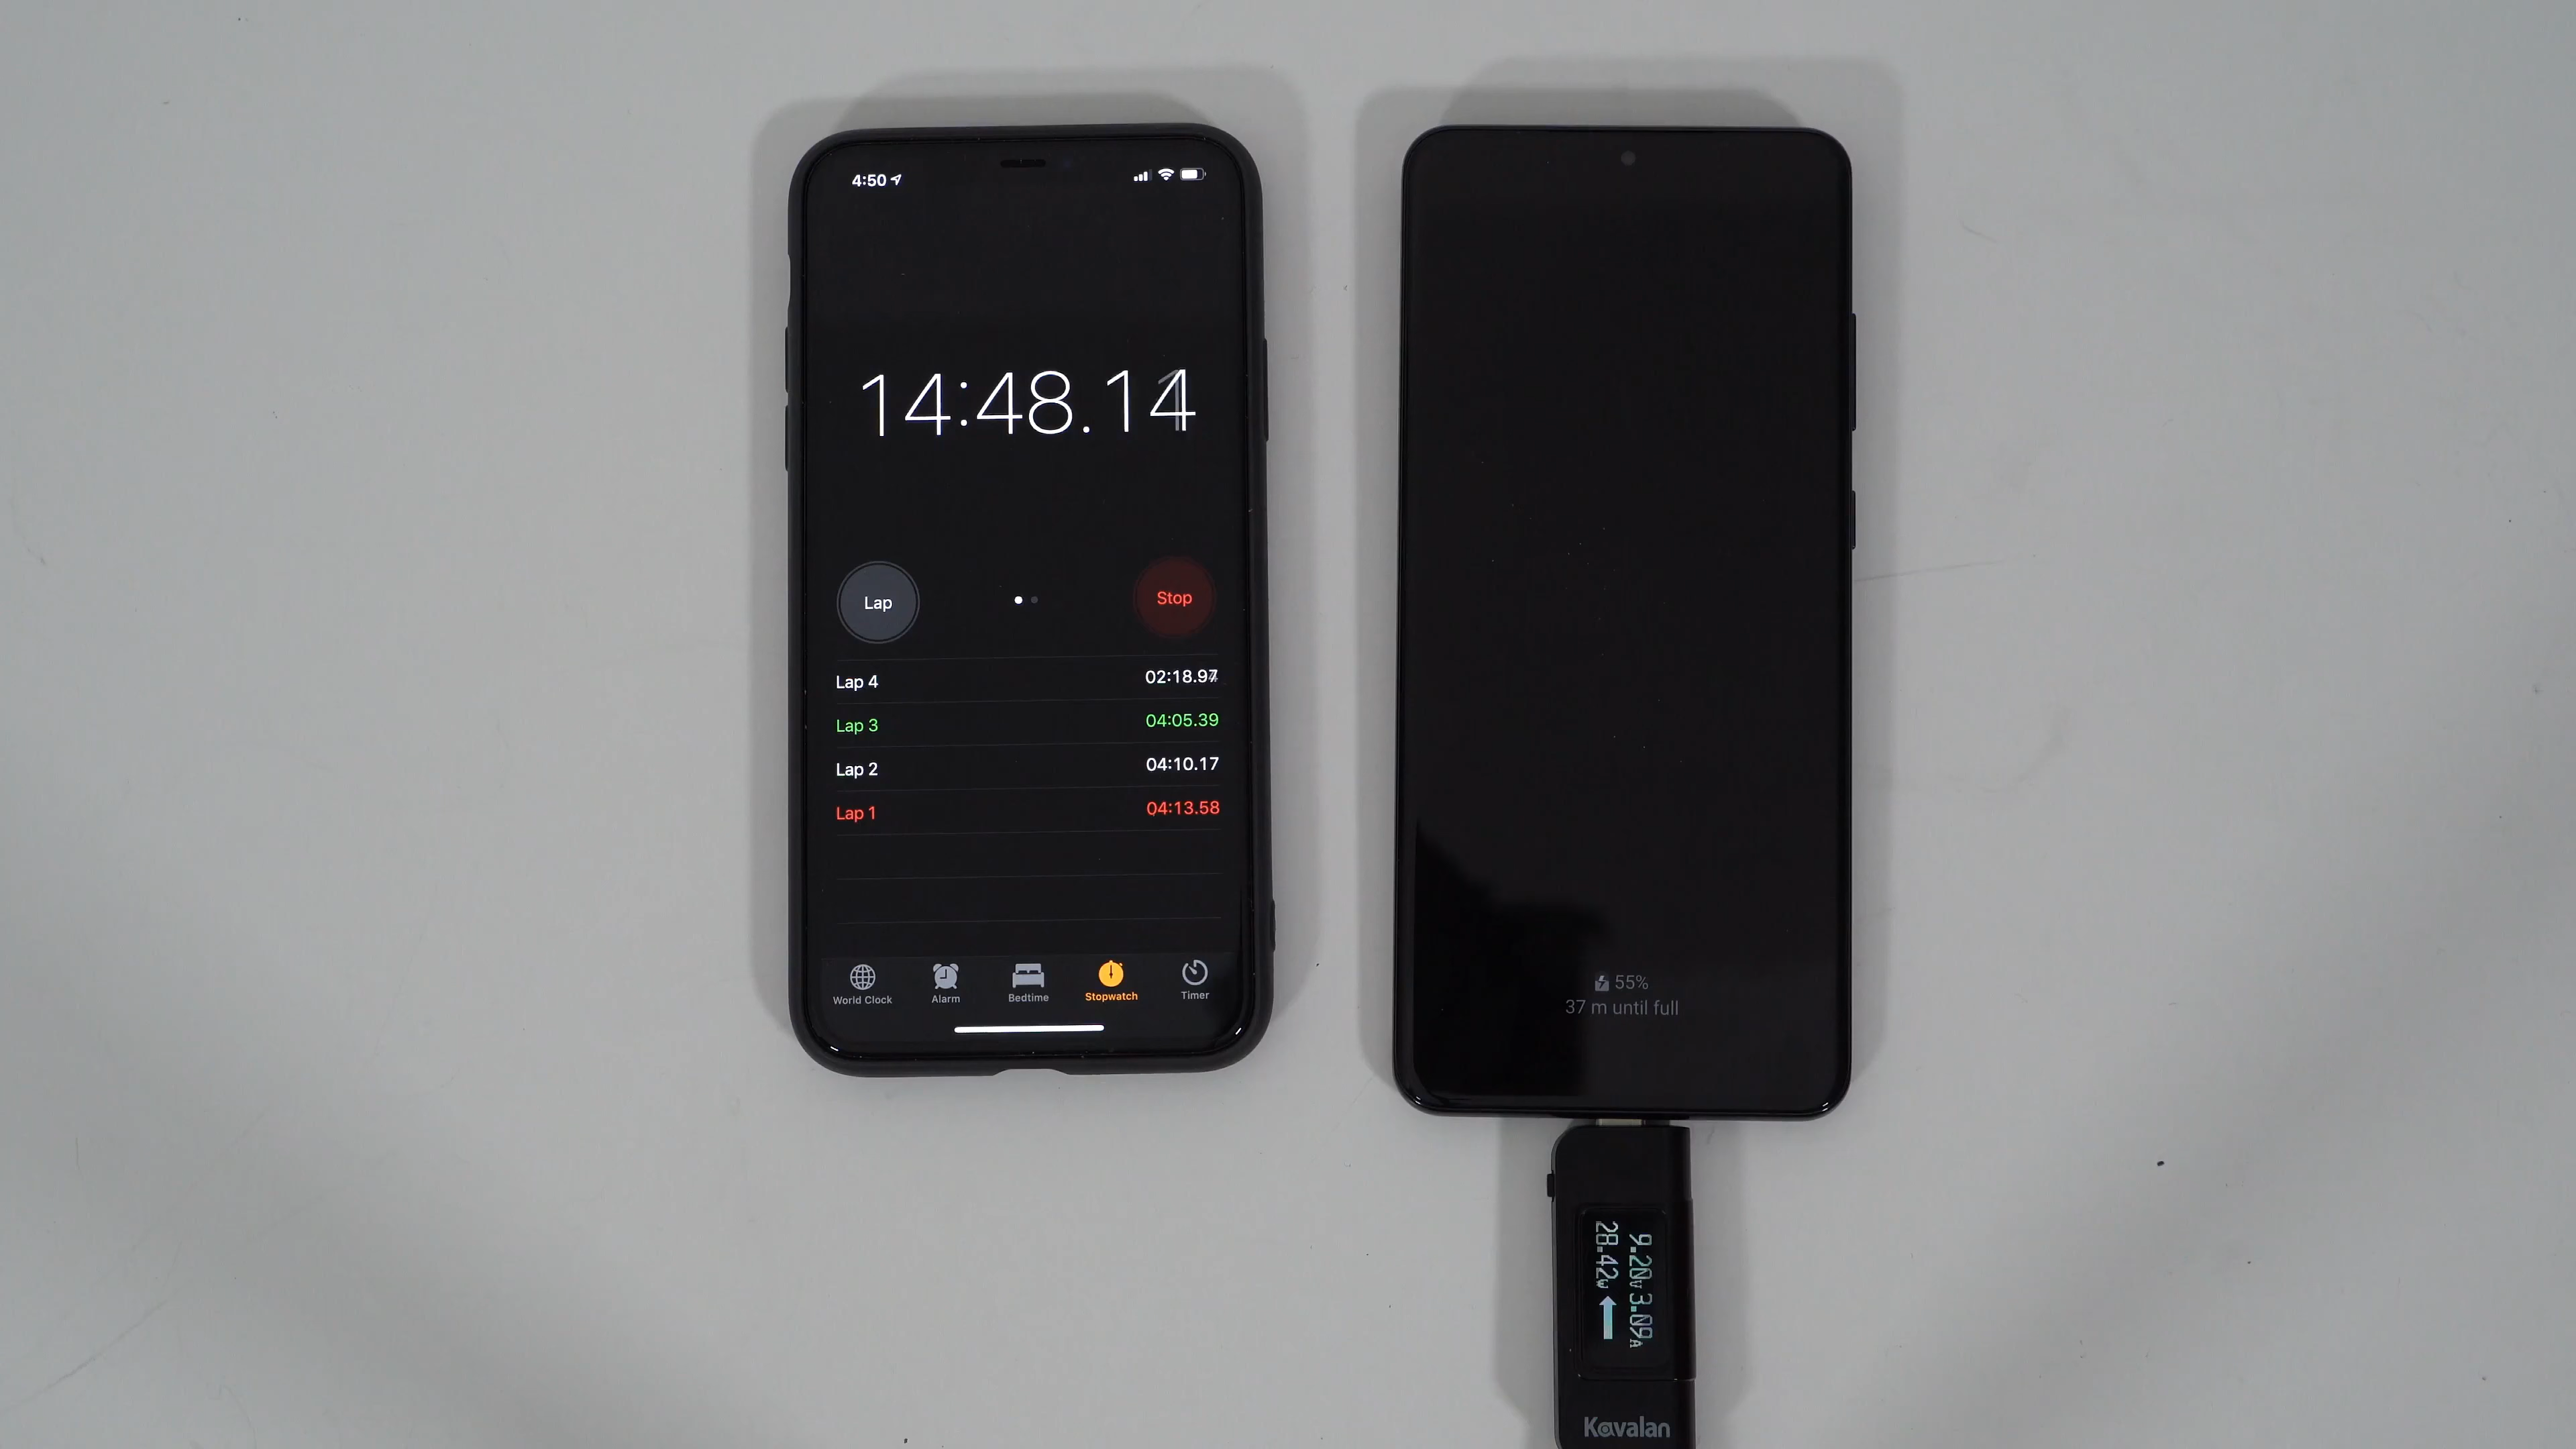 4:50
14:48.14
Lap
Stop
Lap 4 02:18.97
Lap 3 04:05.39
Lap 2 04:10.17
Lap 1 04:13.58
World Clock Alarm Bedtime Stopwatch Timer
55%
37 m until full
9.20V 3.09A
28.42W
Kavalan